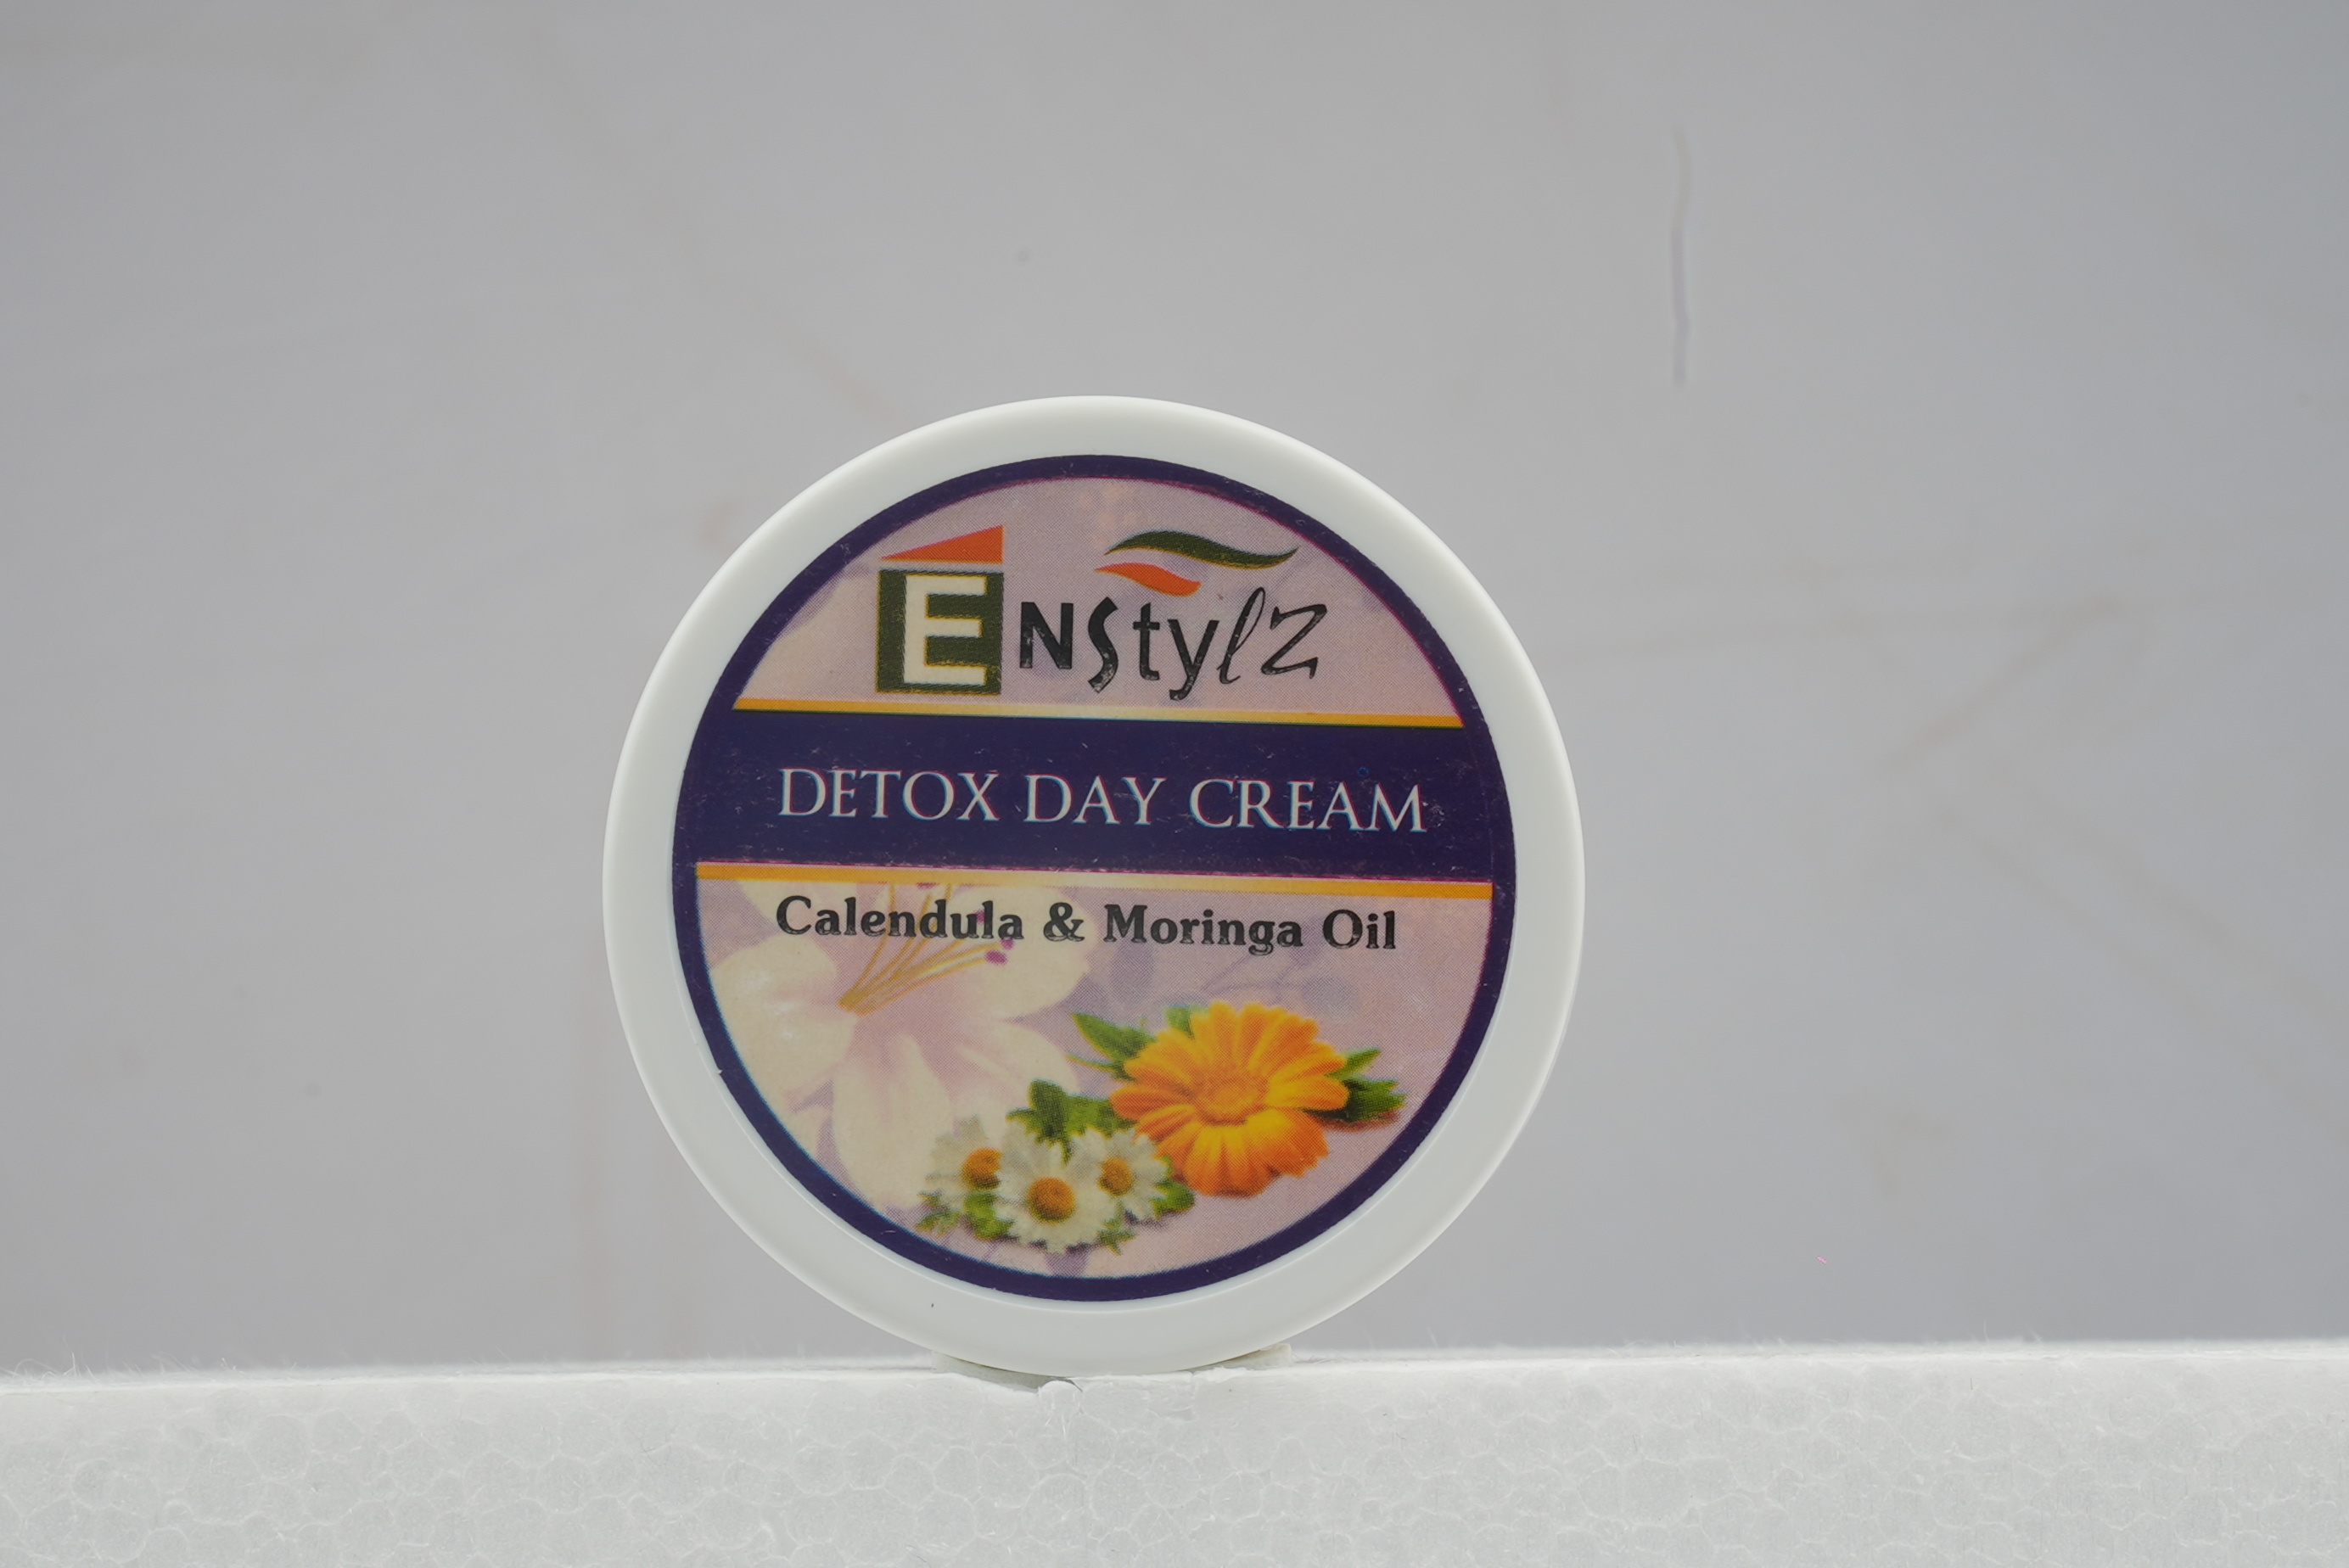 ENStylz
DETOX DAY CREAM
Calendula & Moringa Oil